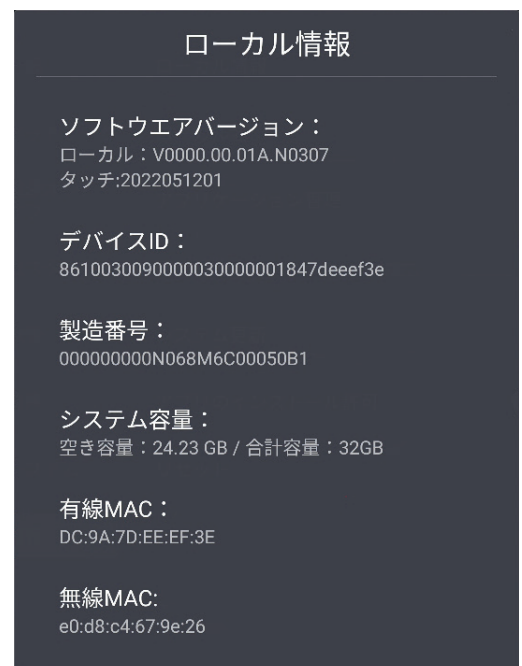 ローカル情報
ソフトウエアバージョン：
ローカル：V0000.00.01A.N0307
タッチ:2022051201
デバイスID：
8610030090000030000001847deeef3e
製造番号：
000000000N068M6C00050B1
システム容量：
空き容量：24.23 GB / 合計容量：32GB
有線MAC：
DC:9A:7D:EE:EF:3E
無線MAC:
e0:d8:c4:67:9e:26